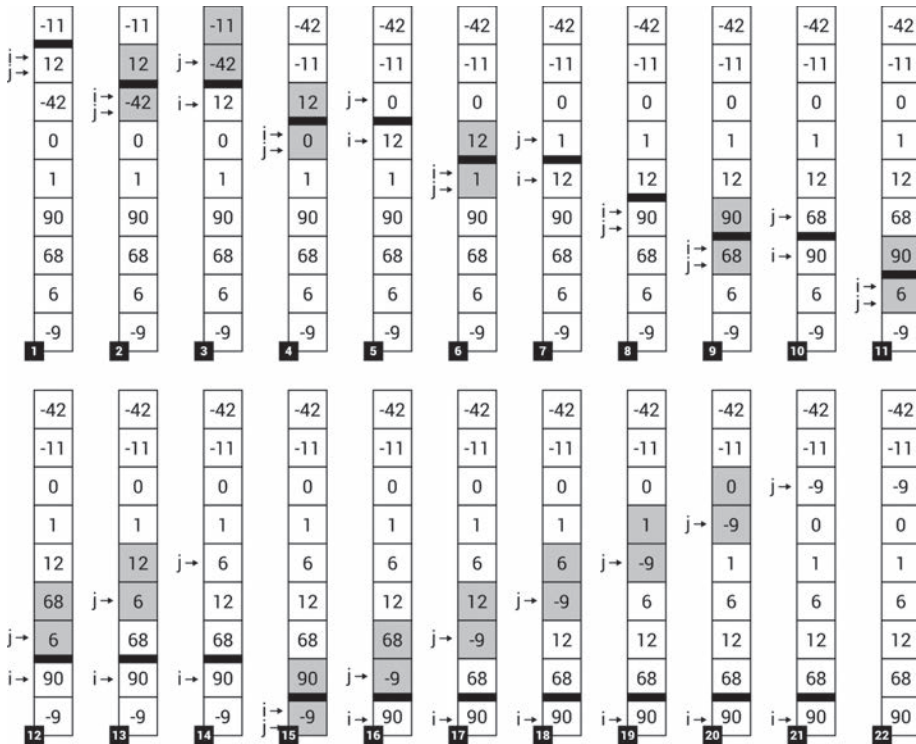 -11 -11 -11 -42 -42 -42 -42 -42 -42 -42 -42
i→ j→ 12 12 j→ -42 -11 -11 -11 -11 -11 -11 -11 -11
-42 i→ j→ -42 i→ 12 12 j→ 0 0 0 0 0 0 0
0 0 0 i→ j→ 0 i→ 12 12 j→ 1 1 1 1 1
1 1 1 1 1 i→ j→ 1 i→ 12 12 12 12 12
90 90 90 90 90 90 90 i→ j→ 90 90 j→ 68 68
68 68 68 68 68 68 68 68 i→ j→ 68 i→ 90 90
6 6 6 6 6 6 6 6 6 6 i→ j→ 6
-9 -9 -9 -9 -9 -9 -9 -9 -9 -9 -9
1 2 3 4 5 6 7 8 9 10 11
-42 -42 -42 -42 -42 -42 -42 -42 -42 -42 -42
-11 -11 -11 -11 -11 -11 -11 -11 -11 -11 -11
0 0 0 0 0 0 0 0 0 j→ -9 -9
1 1 1 1 1 1 1 1 j→ -9 0 0
12 12 j→ 6 6 6 6 6 j→ -9 1 1 1
68 j→ 6 12 12 12 12 j→ -9 6 6 6 6
j→ 6 68 68 68 68 j→ -9 12 12 12 12 12
i→ 90 i→ 90 i→ 90 90 j→ -9 68 68 68 68 68 68
-9 -9 -9 i→ j→ -9 i→ 90 i→ 90 i→ 90 i→ 90 i→ 90 i→ 90 90
12 13 14 15 16 17 18 19 20 21 22